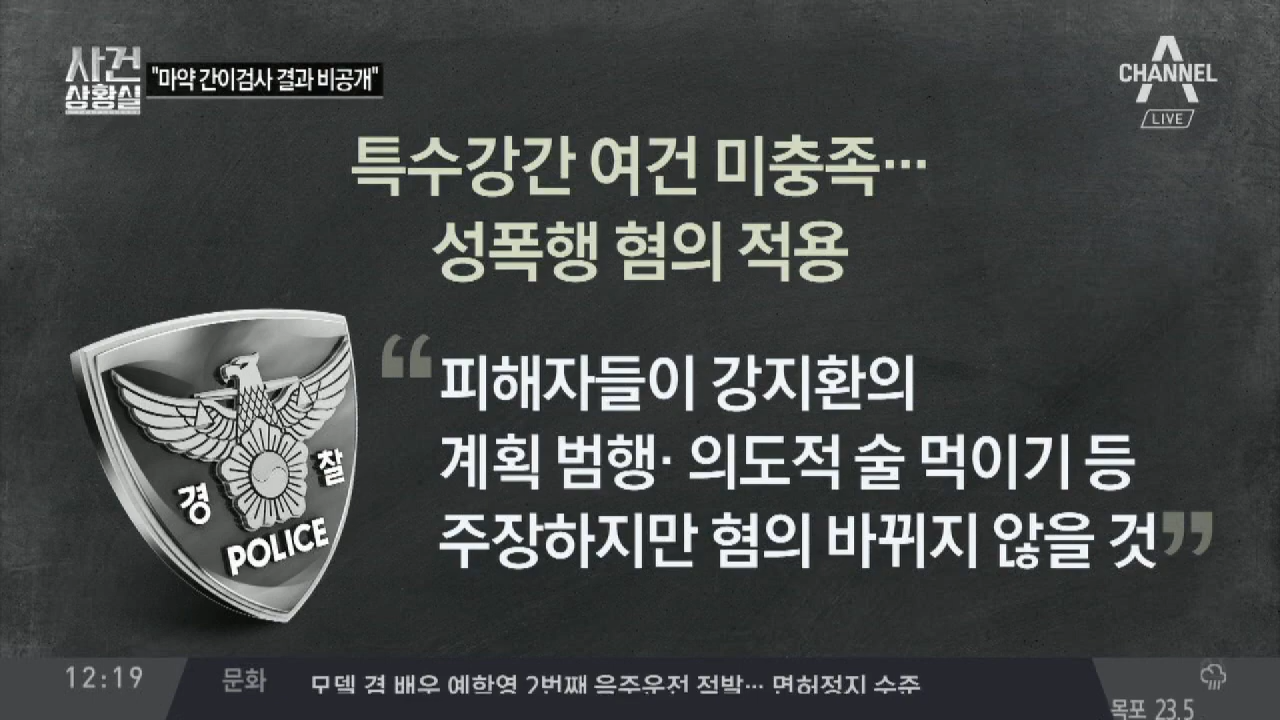 사건
상황실
"마약 간이검사 결과 비공개"
CHANNEL
LIVE
특수강간 여건 미충족…
성폭행 혐의 적용
“피해자들이 강지환의
계획 범행· 의도적 술 먹이기 등
주장하지만 혐의 바뀌지 않을 것”
경 찰
POLICE
12:19
문화
모델 겸 배우 예학영 2번째 음주운전 적발… 면허정지 수준
목포 23.5